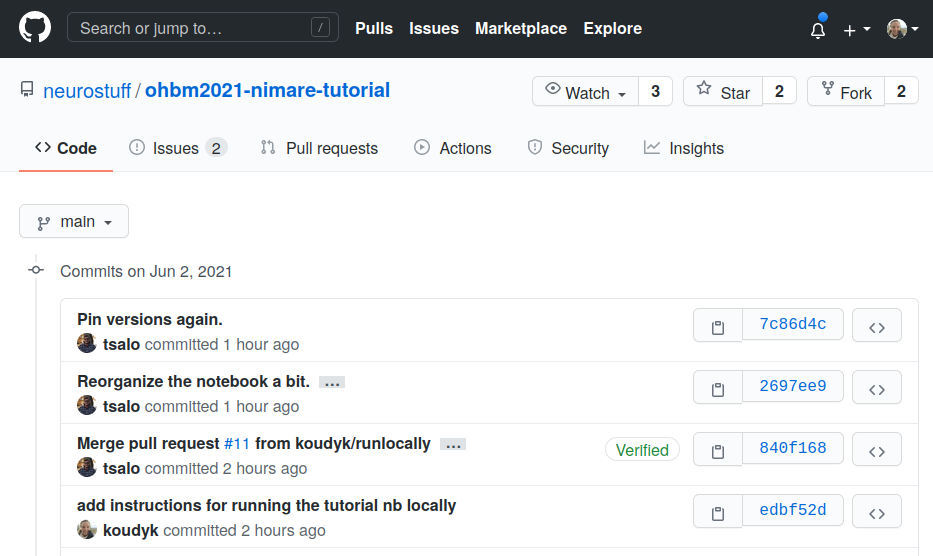 Search or jump to… / Pulls Issues Marketplace Explore
neurostuff / ohbm2021-nimare-tutorial Watch 3 Star 2 Fork 2
Code Issues 2 Pull requests Actions Security Insights
main
Commits on Jun 2, 2021
Pin versions again.
tsalo committed 1 hour ago 7c86d4c
Reorganize the notebook a bit. …
tsalo committed 1 hour ago 2697ee9
Merge pull request #11 from koudyk/runlocally …
tsalo committed 2 hours ago Verified 840f168
add instructions for running the tutorial nb locally
koudyk committed 2 hours ago edbf52d